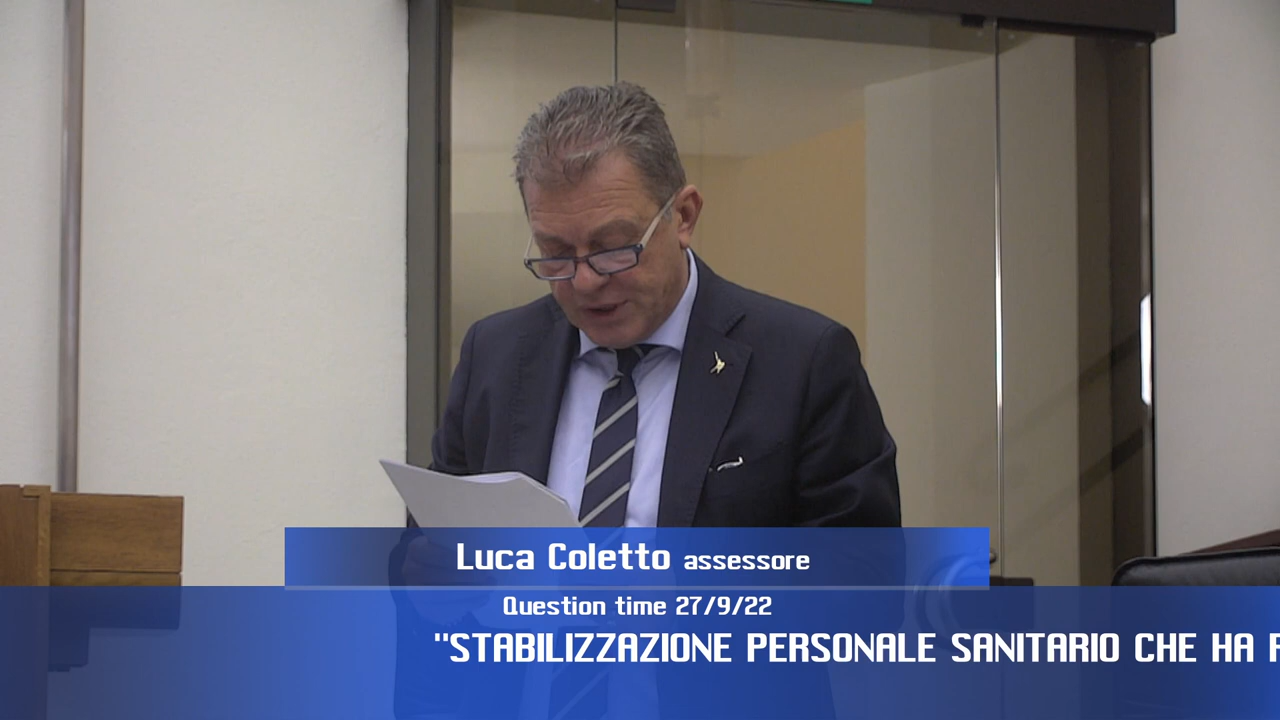 Luca Coletto assessore
Question time 27/9/22
"STABILIZZAZIONE PERSONALE SANITARIO CHE HA